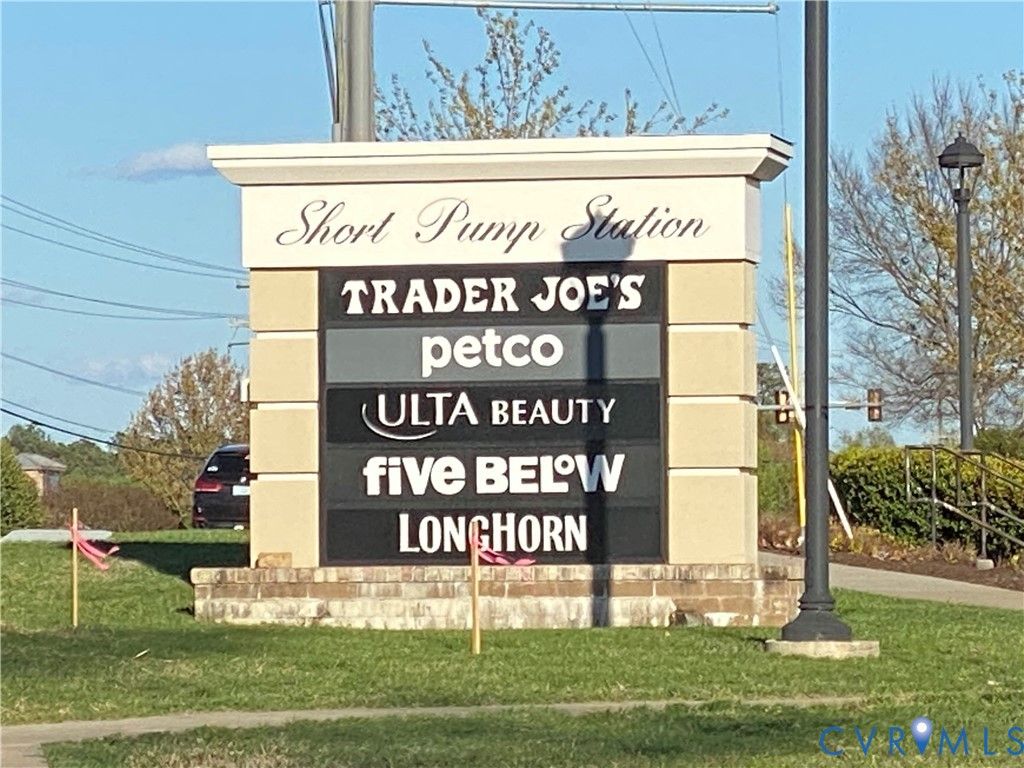 Short Pump Station
TRADER JOE'S
petco
ULTA BEAUTY
five BELOW
LONGHORN
CVRMLS